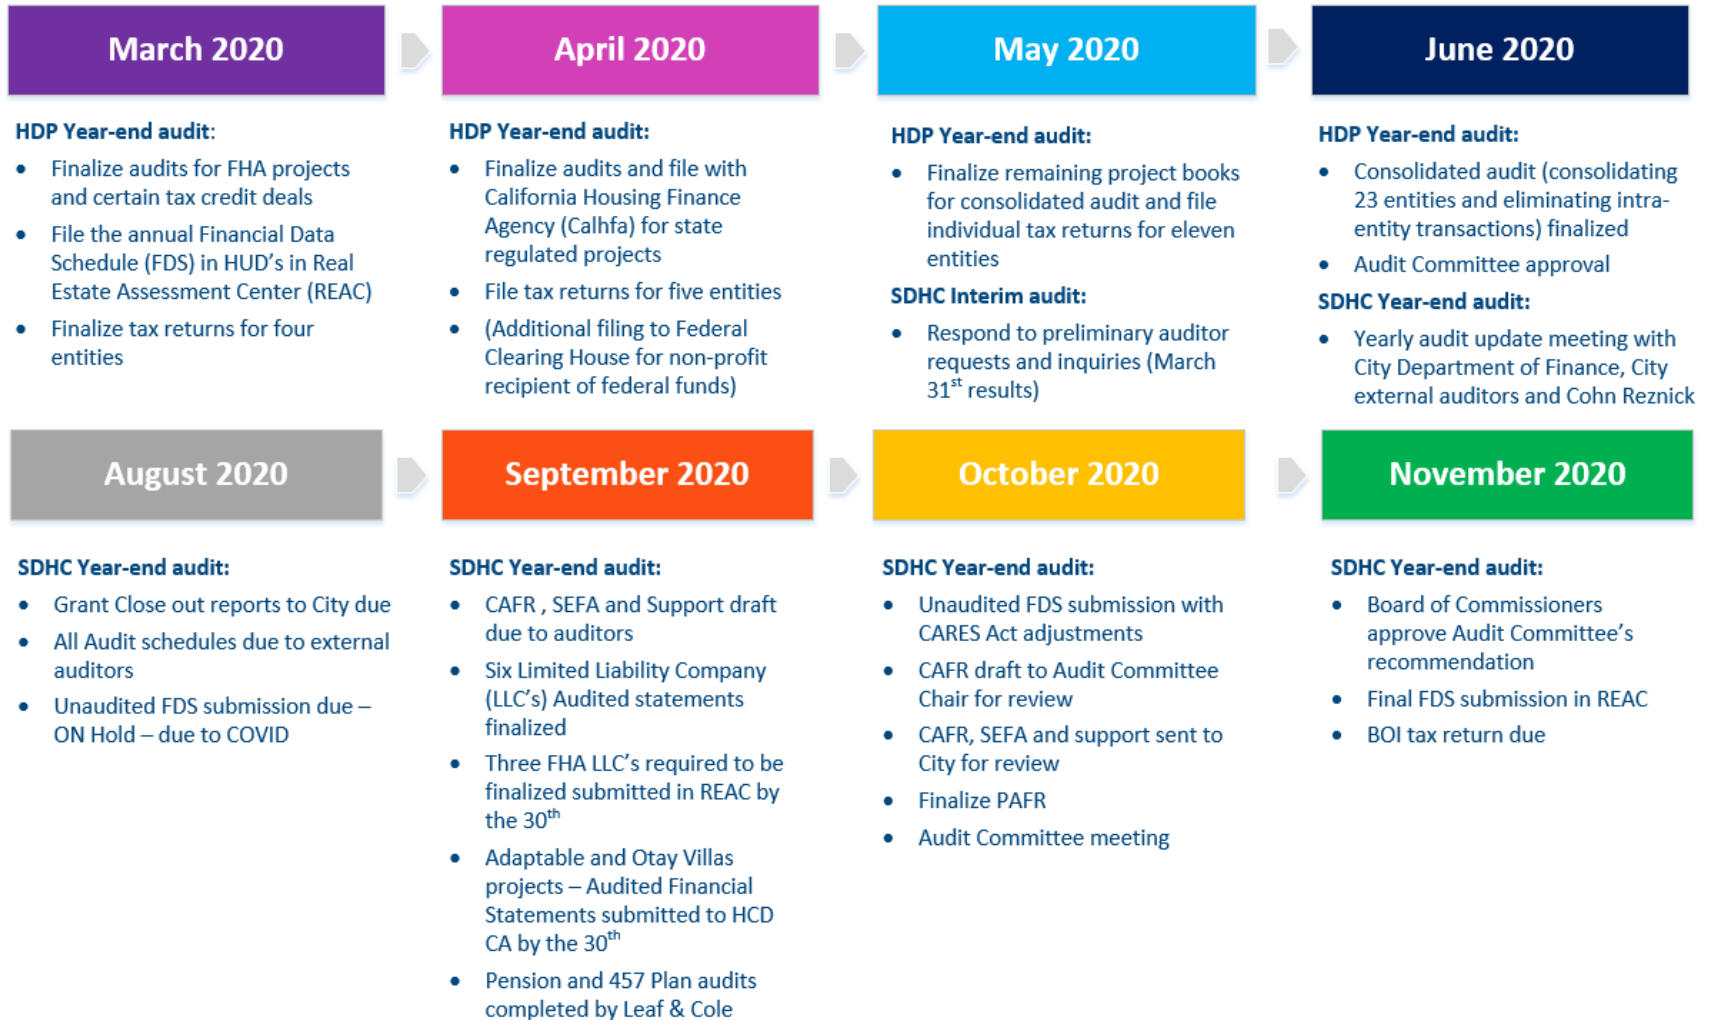 March 2020
HDP Year-end audit:
• Finalize audits for FHA projects
and certain tax credit deals
• File the annual Financial Data
Schedule (FDS) in HUD's in Real
Estate Assessment Center (REAC)
• Finalize tax returns for four
entities
April 2020
HDP Year-end audit:
• Finalize audits and file with
California Housing Finance
Agency (Calhfa) for state
regulated projects
• File tax returns for five entities
• (Additional filing to Federal
Clearing House for non-profit
recipient of federal funds)
May 2020
HDP Year-end audit:
• Finalize remaining project books
for consolidated audit and file
individual tax returns for eleven
entities
SDHC Interim audit:
• Respond to preliminary auditor
requests and inquiries (March
31st results)
June 2020
HDP Year-end audit:
• Consolidated audit (consolidating
23 entities and eliminating intra-
entity transactions) finalized
• Audit Committee approval
SDHC Year-end audit:
• Yearly audit update meeting with
City Department of Finance, City
external auditors and Cohn Reznick
August 2020
SDHC Year-end audit:
• Grant Close out reports to City due
• All Audit schedules due to external
auditors
• Unaudited FDS submission due –
ON Hold – due to COVID
September 2020
SDHC Year-end audit:
• CAFR , SEFA and Support draft
due to auditors
• Six Limited Liability Company
(LLC's) Audited statements
finalized
• Three FHA LLC's required to be
finalized submitted in REAC by
the 30th
• Adaptable and Otay Villas
projects – Audited Financial
Statements submitted to HCD
CA by the 30th
• Pension and 457 Plan audits
completed by Leaf & Cole
October 2020
SDHC Year-end audit:
• Unaudited FDS submission with
CARES Act adjustments
• CAFR draft to Audit Committee
Chair for review
• CAFR, SEFA and support sent to
City for review
• Finalize PAFR
• Audit Committee meeting
November 2020
SDHC Year-end audit:
• Board of Commissioners
approve Audit Committee's
recommendation
• Final FDS submission in REAC
• BOI tax return due